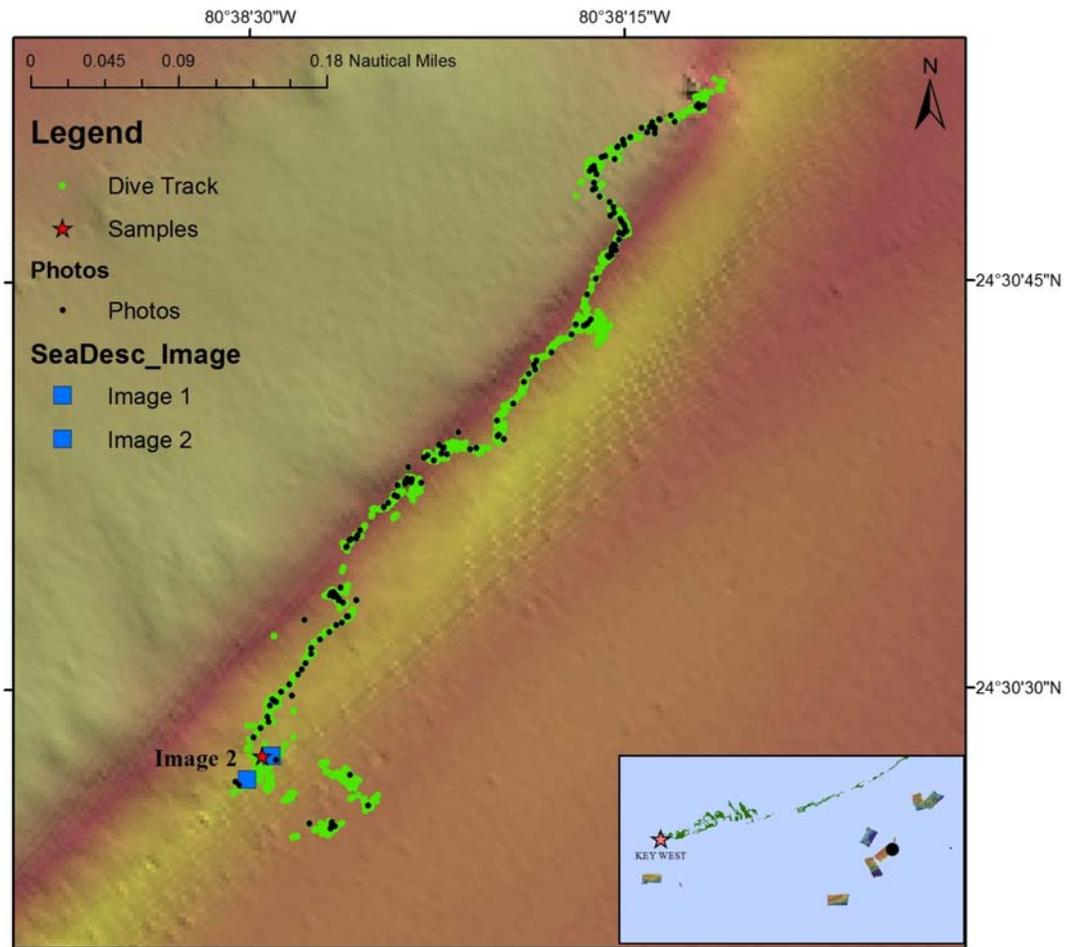 80°38'30"W 80°38'15"W
0 0.045 0.09 0.18 Nautical Miles
N
Legend
Dive Track
Samples
Photos
Photos
SeaDesc_Image
Image 1
Image 2
24°30'45"N
24°30'30"N
Image 2
KEY WEST